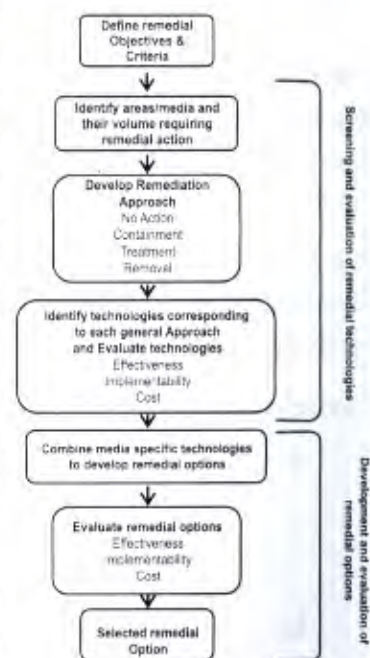 Define remedial
Objectives &
Criteria
Identify areas/media and
their volume requiring
remedial action
Develop Remediation
Approach
No Action
Containment
Treatment
Removal
Identify technologies corresponding
to each general Approach
and Evaluate technologies
Effectiveness
Implementability
Cost
Screening and evaluation of remedial technologies
Combine media specific technologies
to develop remedial options
Evaluate remedial options
Effectiveness
Implementability
Cost
Selected remedial
Option
Development and evaluation of
remedial options